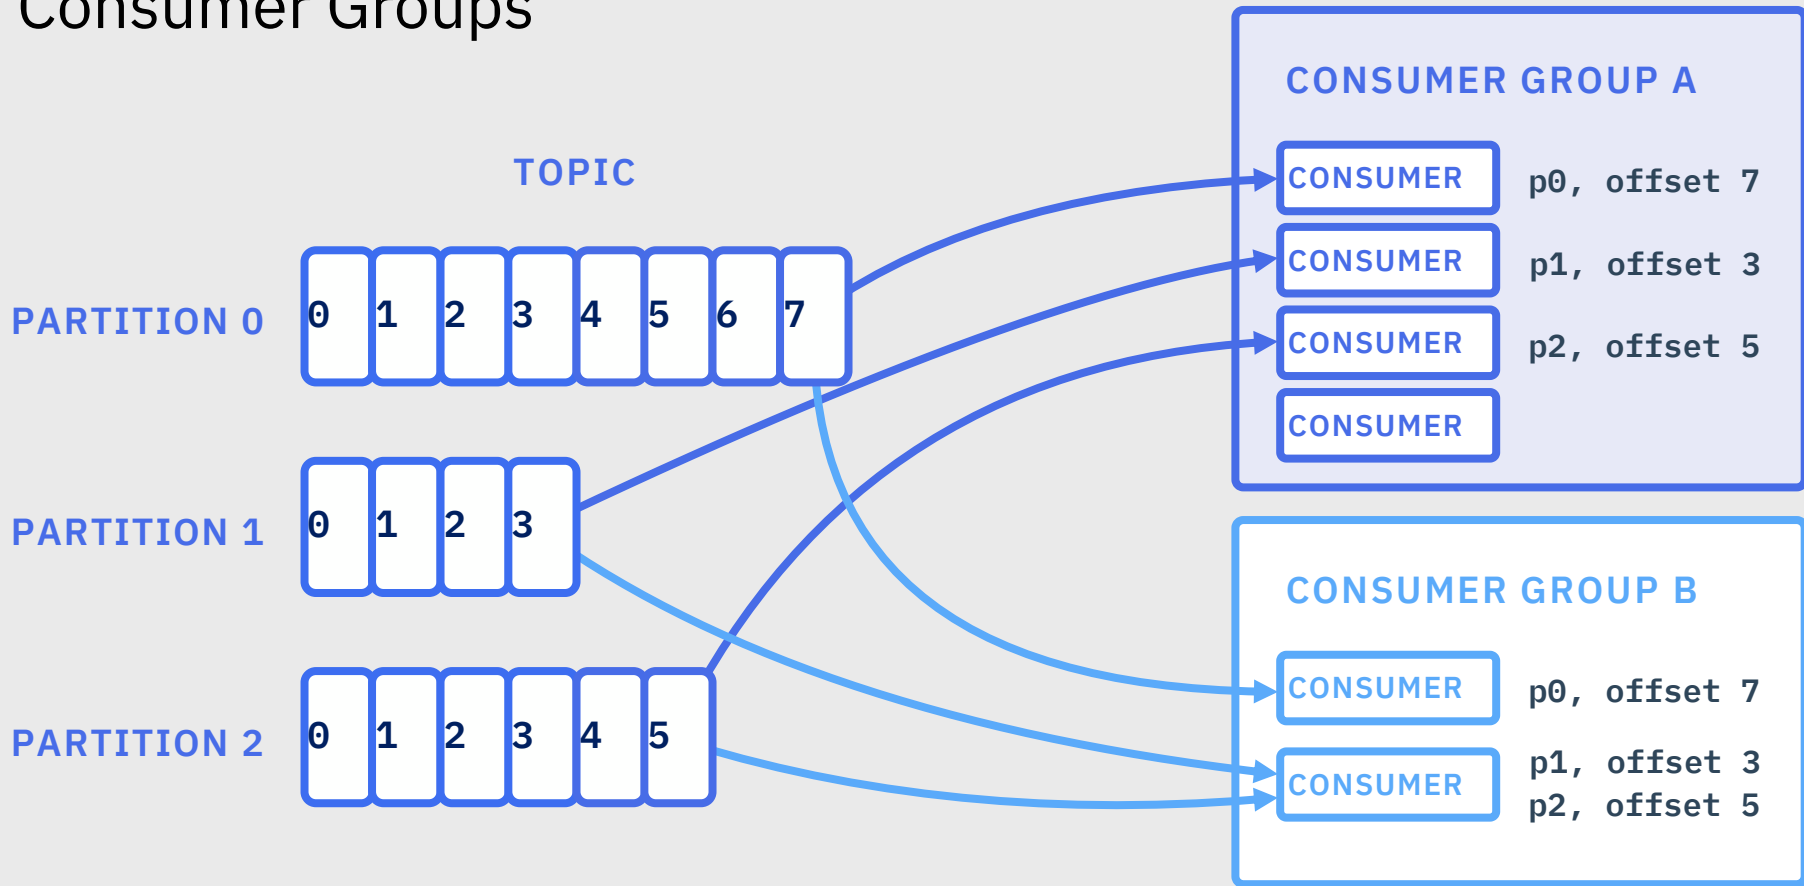 Consumer Groups
TOPIC
PARTITION 0
0 1 2 3 4 5 6 7
PARTITION 1
0 1 2 3
PARTITION 2
0 1 2 3 4 5
CONSUMER GROUP A
CONSUMER p0, offset 7
CONSUMER p1, offset 3
CONSUMER p2, offset 5
CONSUMER
CONSUMER GROUP B
CONSUMER p0, offset 7
CONSUMER p1, offset 3
p2, offset 5